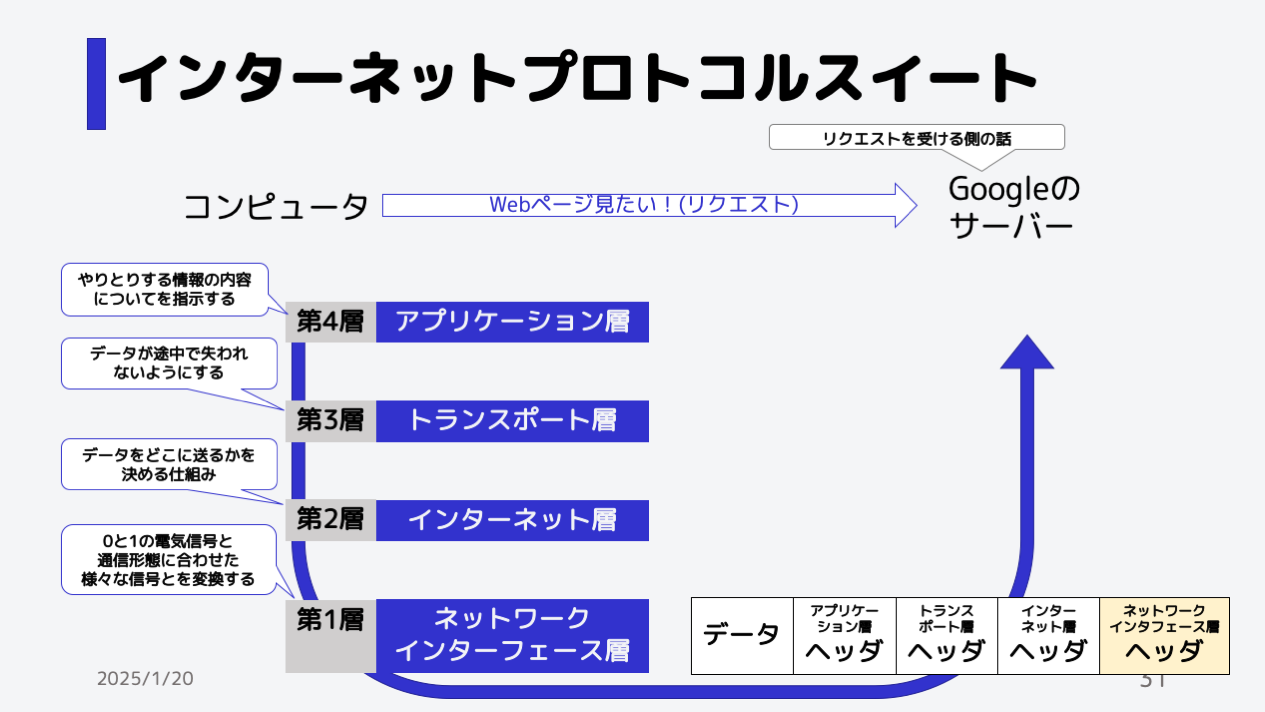 インターネットプロトコルスイート
リクエストを受ける側の話
コンピュータ
Webページ見たい！(リクエスト)
Googleの
サーバー
やりとりする情報の内容
についてを指示する
第4層
アプリケーション層
データが途中で失われ
ないようにする
第3層
トランスポート層
データをどこに送るかを
決める仕組み
第2層
インターネット層
0と1の電気信号と
通信形態に合わせた
様々な信号とを変換する
第1層
ネットワーク
インターフェース層
データ
アプリケー
ション層
ヘッダ
トランス
ポート層
ヘッダ
インター
ネット層
ヘッダ
ネットワーク
インタフェース層
ヘッダ
2025/1/20
31